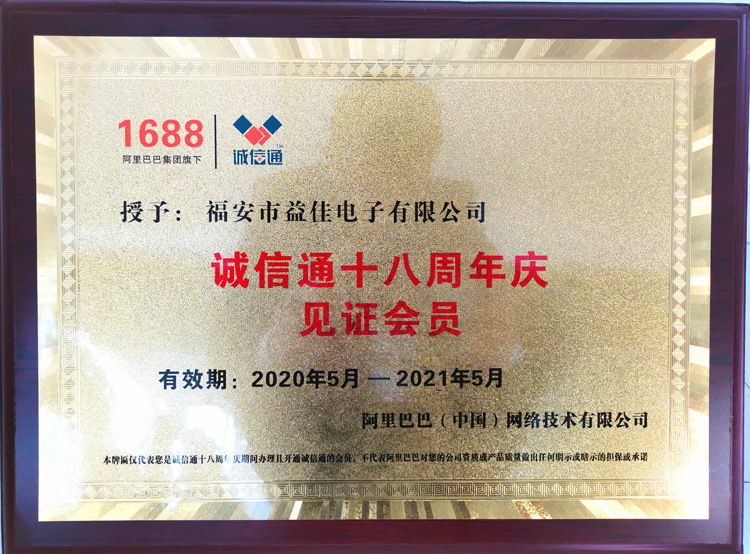 1688
阿里巴巴集团旗下
诚信通
TM
授予：福安市益佳电子有限公司
诚信通十八周年庆
见证会员
有效期：2020年5月 — 2021年5月
阿里巴巴（中国）网络技术有限公司
本牌匾仅代表您是诚信通十八周年庆期间办理且开通诚信通的会员，不代表阿里巴巴对您的公司资质或产品质量做出任何明示或暗示的担保或承诺